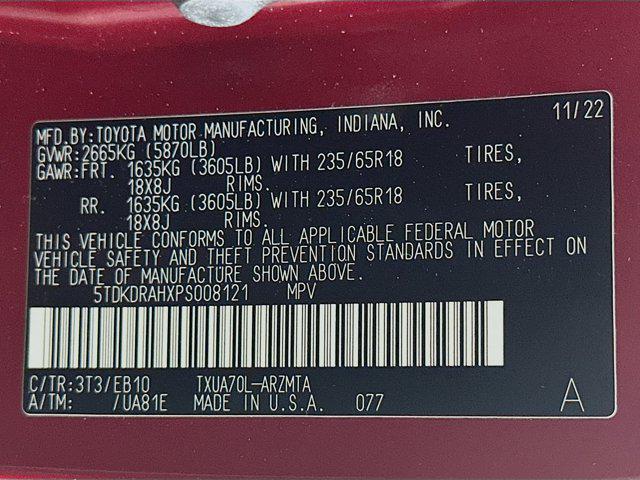 11/22
MFD.BY:TOYOTA MOTOR MANUFACTURING, INDIANA, INC.
GVWR:2665KG (5870LB)
GAWR:FRT. 1635KG (3605LB) WITH 235/65R18 TIRES,
18X8J RIMS.
RR. 1635KG (3605LB) WITH 235/65R18 TIRES,
18X8J RIMS.
THIS VEHICLE CONFORMS TO ALL APPLICABLE FEDERAL MOTOR
VEHICLE SAFETY AND THEFT PREVENTION STANDARDS IN EFFECT ON
THE DATE OF MANUFACTURE SHOWN ABOVE.
5TDKDRAHXPS008121 MPV
C/TR:3T3/EB10 TXUA70L-ARZMTA
A/TM: /UA81E MADE IN U.S.A. 077 A